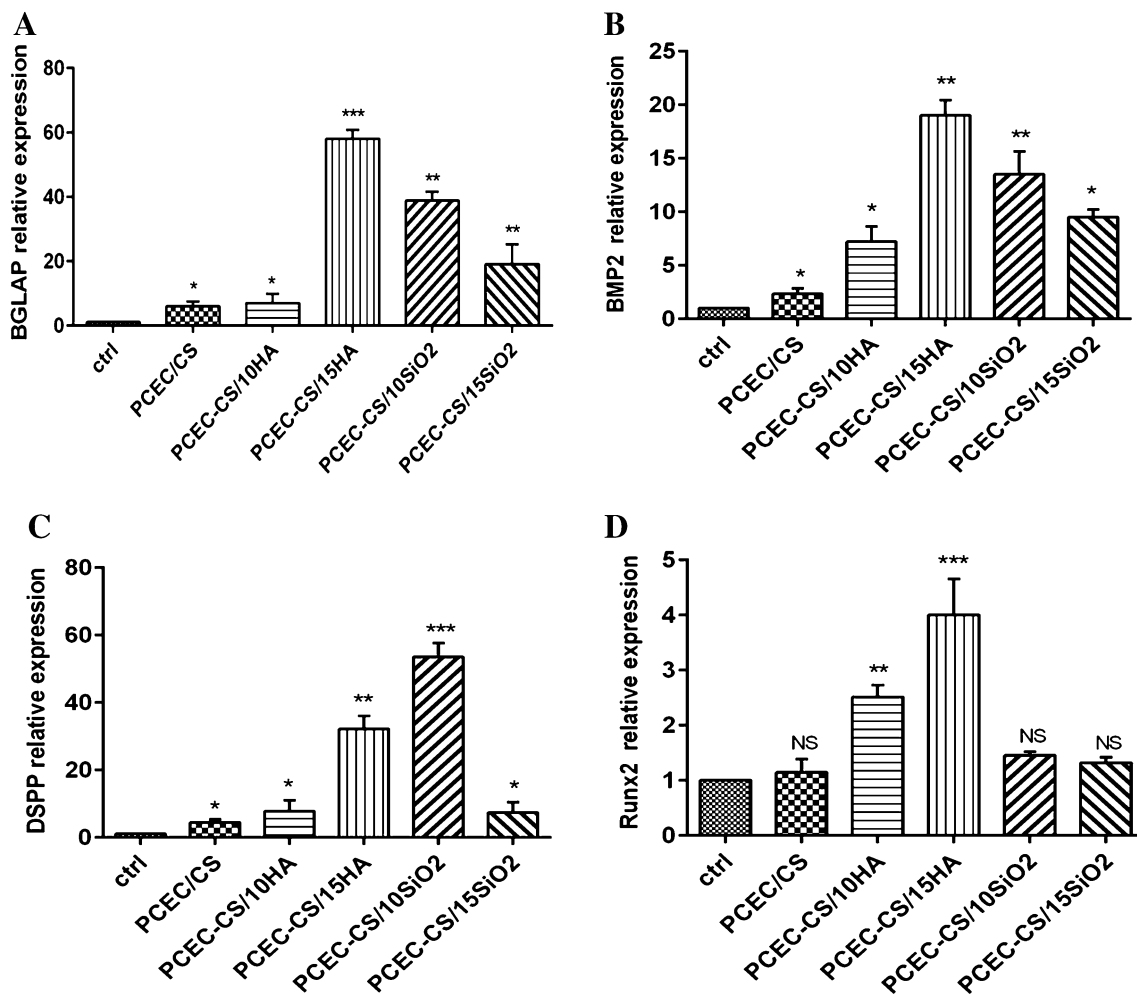 A
BGLAP relative expression
80
60
40
20
0
***
**
**
*
*
ctrl
PCEC/CS
PCEC-CS/10HA
PCEC-CS/15HA
PCEC-CS/10SiO2
PCEC-CS/15SiO2
B
BMP2 relative expression
25
20
15
10
5
0
**
**
*
*
*
ctrl
PCEC/CS
PCEC-CS/10HA
PCEC-CS/15HA
PCEC-CS/10SiO2
PCEC-CS/15SiO2
C
DSPP relative expression
80
60
40
20
0
***
**
*
*
*
ctrl
PCEC/CS
PCEC-CS/10HA
PCEC-CS/15HA
PCEC-CS/10SiO2
PCEC-CS/15SiO2
D
Runx2 relative expression
5
4
3
2
1
0
***
**
NS
NS
NS
ctrl
PCEC/CS
PCEC-CS/10HA
PCEC-CS/15HA
PCEC-CS/10SiO2
PCEC-CS/15SiO2